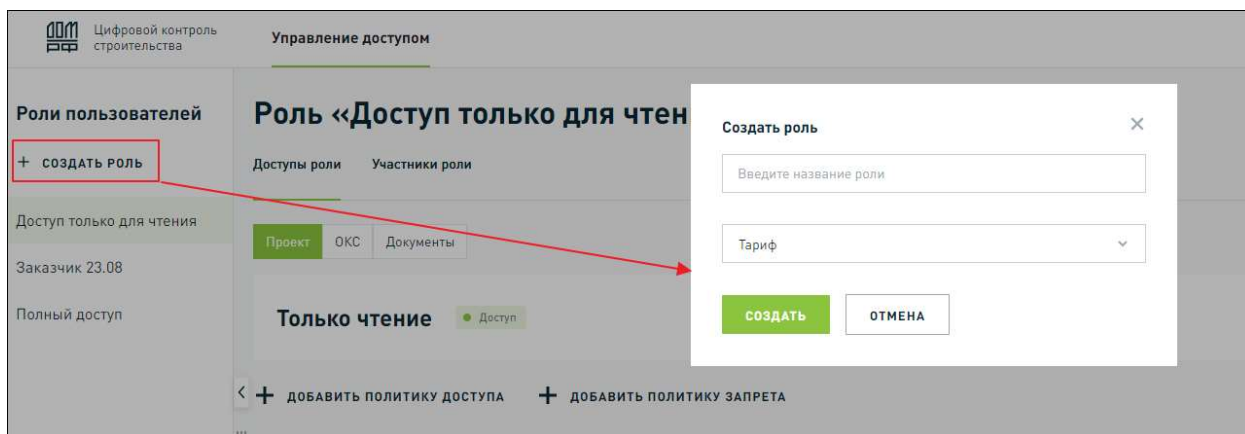 ДОМ РФ
Цифровой контроль
строительства
Управление доступом
Роли пользователей
+ СОЗДАТЬ РОЛЬ
Доступ только для чтения
Заказчик 23.08
Полный доступ
Роль «Доступ только для чтен
Доступы роли Участники роли
Проект ОКС Документы
Только чтение Доступ
+ ДОБАВИТЬ ПОЛИТИКУ ДОСТУПА + ДОБАВИТЬ ПОЛИТИКУ ЗАПРЕТА
Создать роль
Введите название роли
Тариф
СОЗДАТЬ ОТМЕНА